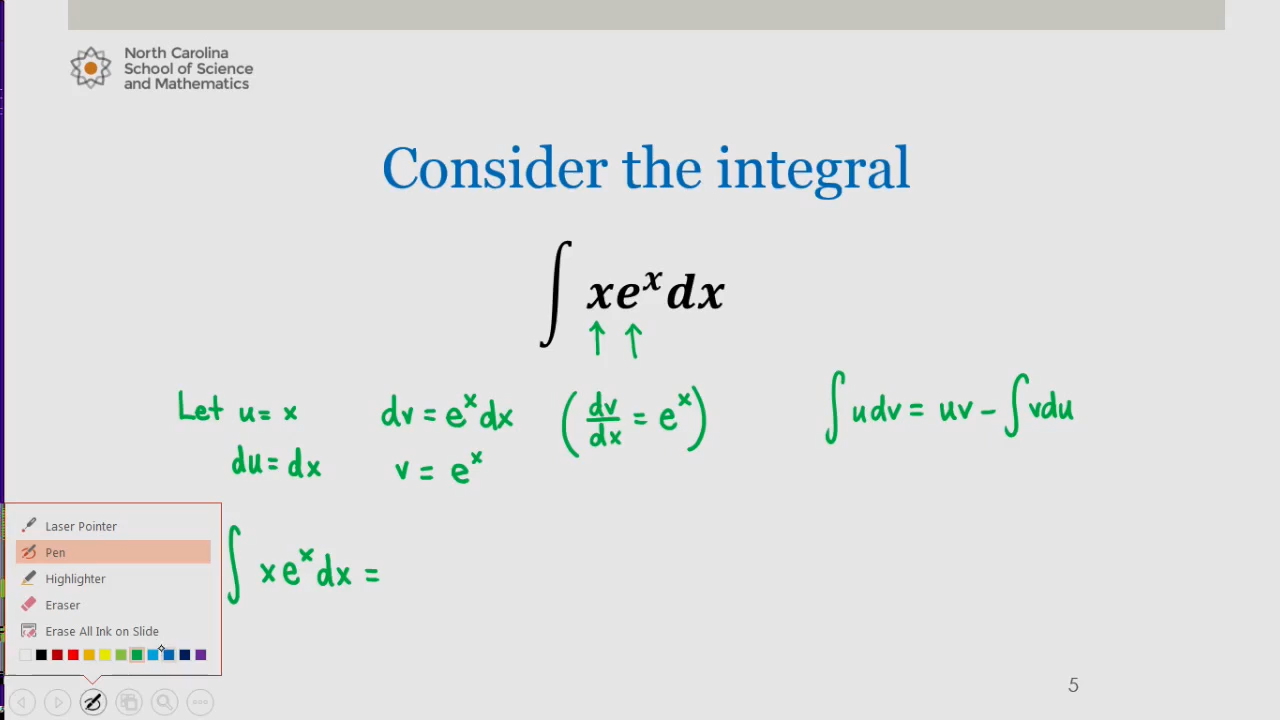 North Carolina
School of Science
and Mathematics
Consider the integral
∫ xeˣ dx
↑ ↑
Let u = x dv = eˣ dx (dv/dx = eˣ) ∫ u dv = uv − ∫ v du
du = dx v = eˣ
∫ x eˣ dx =
Laser Pointer
Pen
Highlighter
Eraser
Erase All Ink on Slide
5